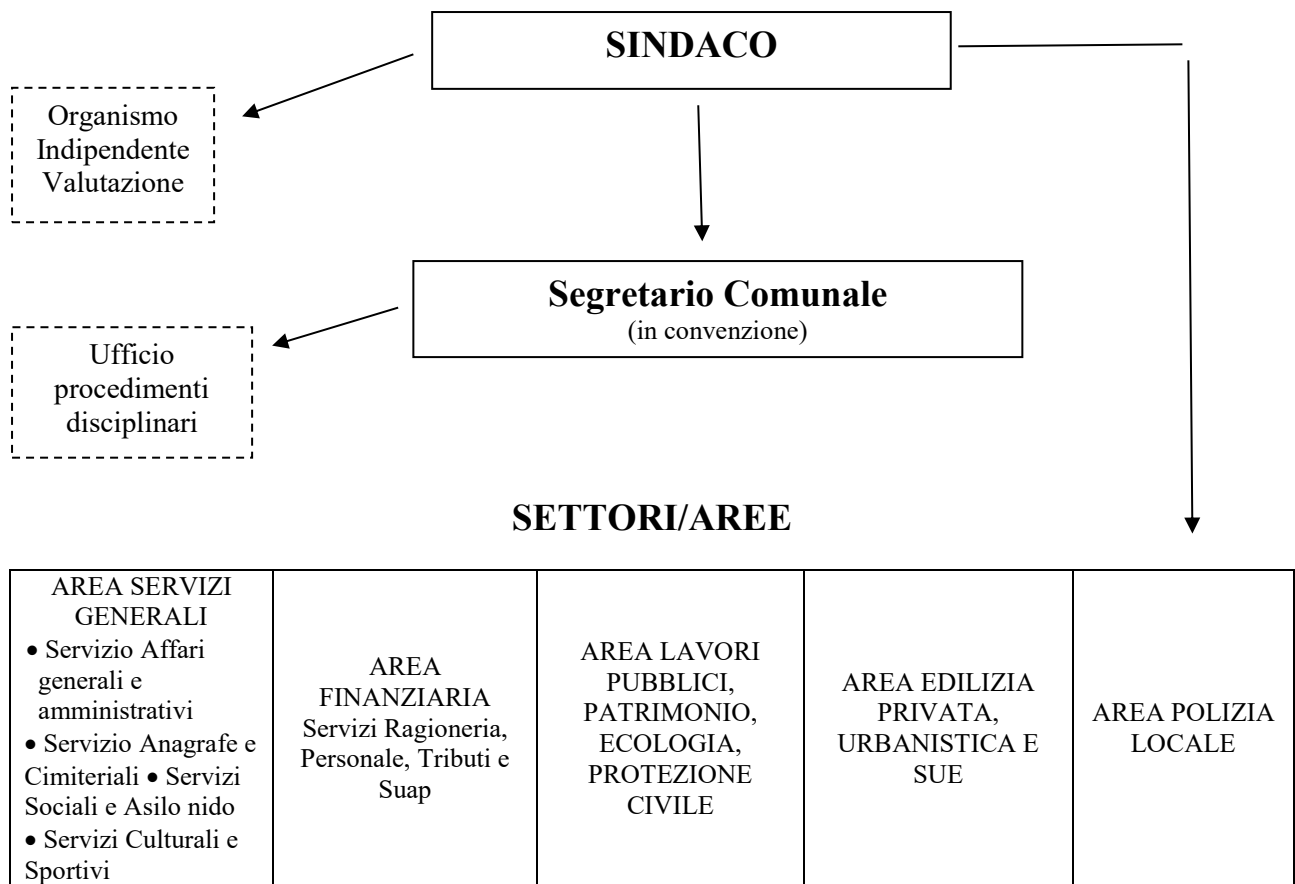 SINDACO
Organismo
Indipendente
Valutazione
Segretario Comunale
(in convenzione)
Ufficio
procedimenti
disciplinari
SETTORI/AREE
AREA SERVIZI
GENERALI
• Servizio Affari
generali e
amministrativi
• Servizio Anagrafe e
Cimiteriali • Servizi
Sociali e Asilo nido
• Servizi Culturali e
Sportivi
AREA
FINANZIARIA
Servizi Ragioneria,
Personale, Tributi e
Suap
AREA LAVORI
PUBBLICI,
PATRIMONIO,
ECOLOGIA,
PROTEZIONE
CIVILE
AREA EDILIZIA
PRIVATA,
URBANISTICA E
SUE
AREA POLIZIA
LOCALE